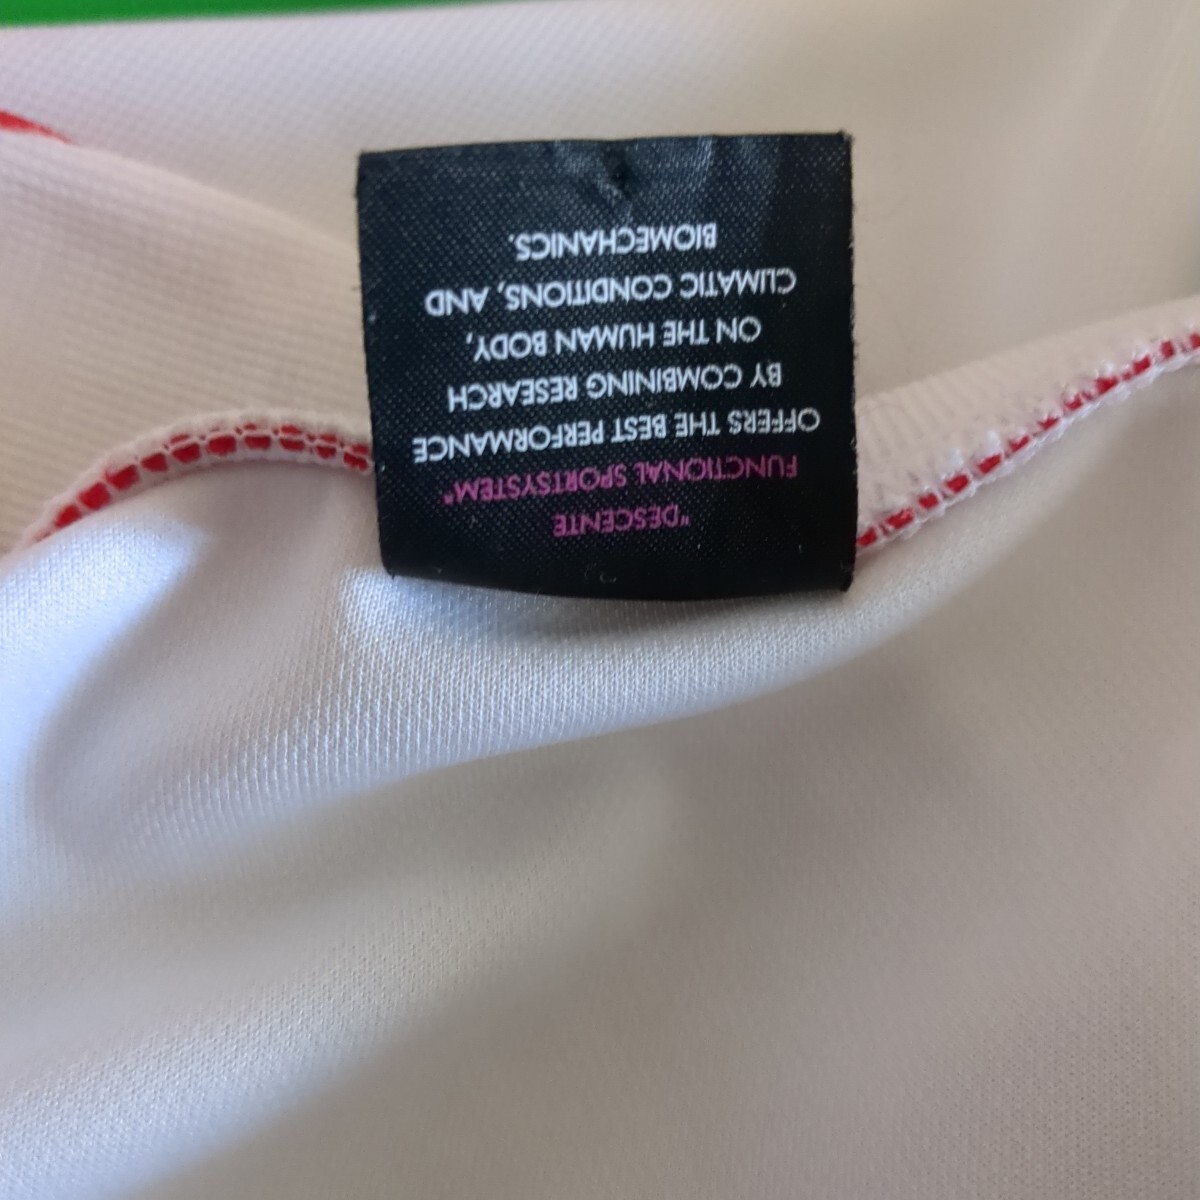 "DESCENTE
FUNCTIONAL SPORTSYSTEM"
OFFERS THE BEST PERFORMANCE
BY COMBINING RESEARCH
ON THE HUMAN BODY,
CLIMATIC CONDITIONS, AND
BIOMECHANICS.